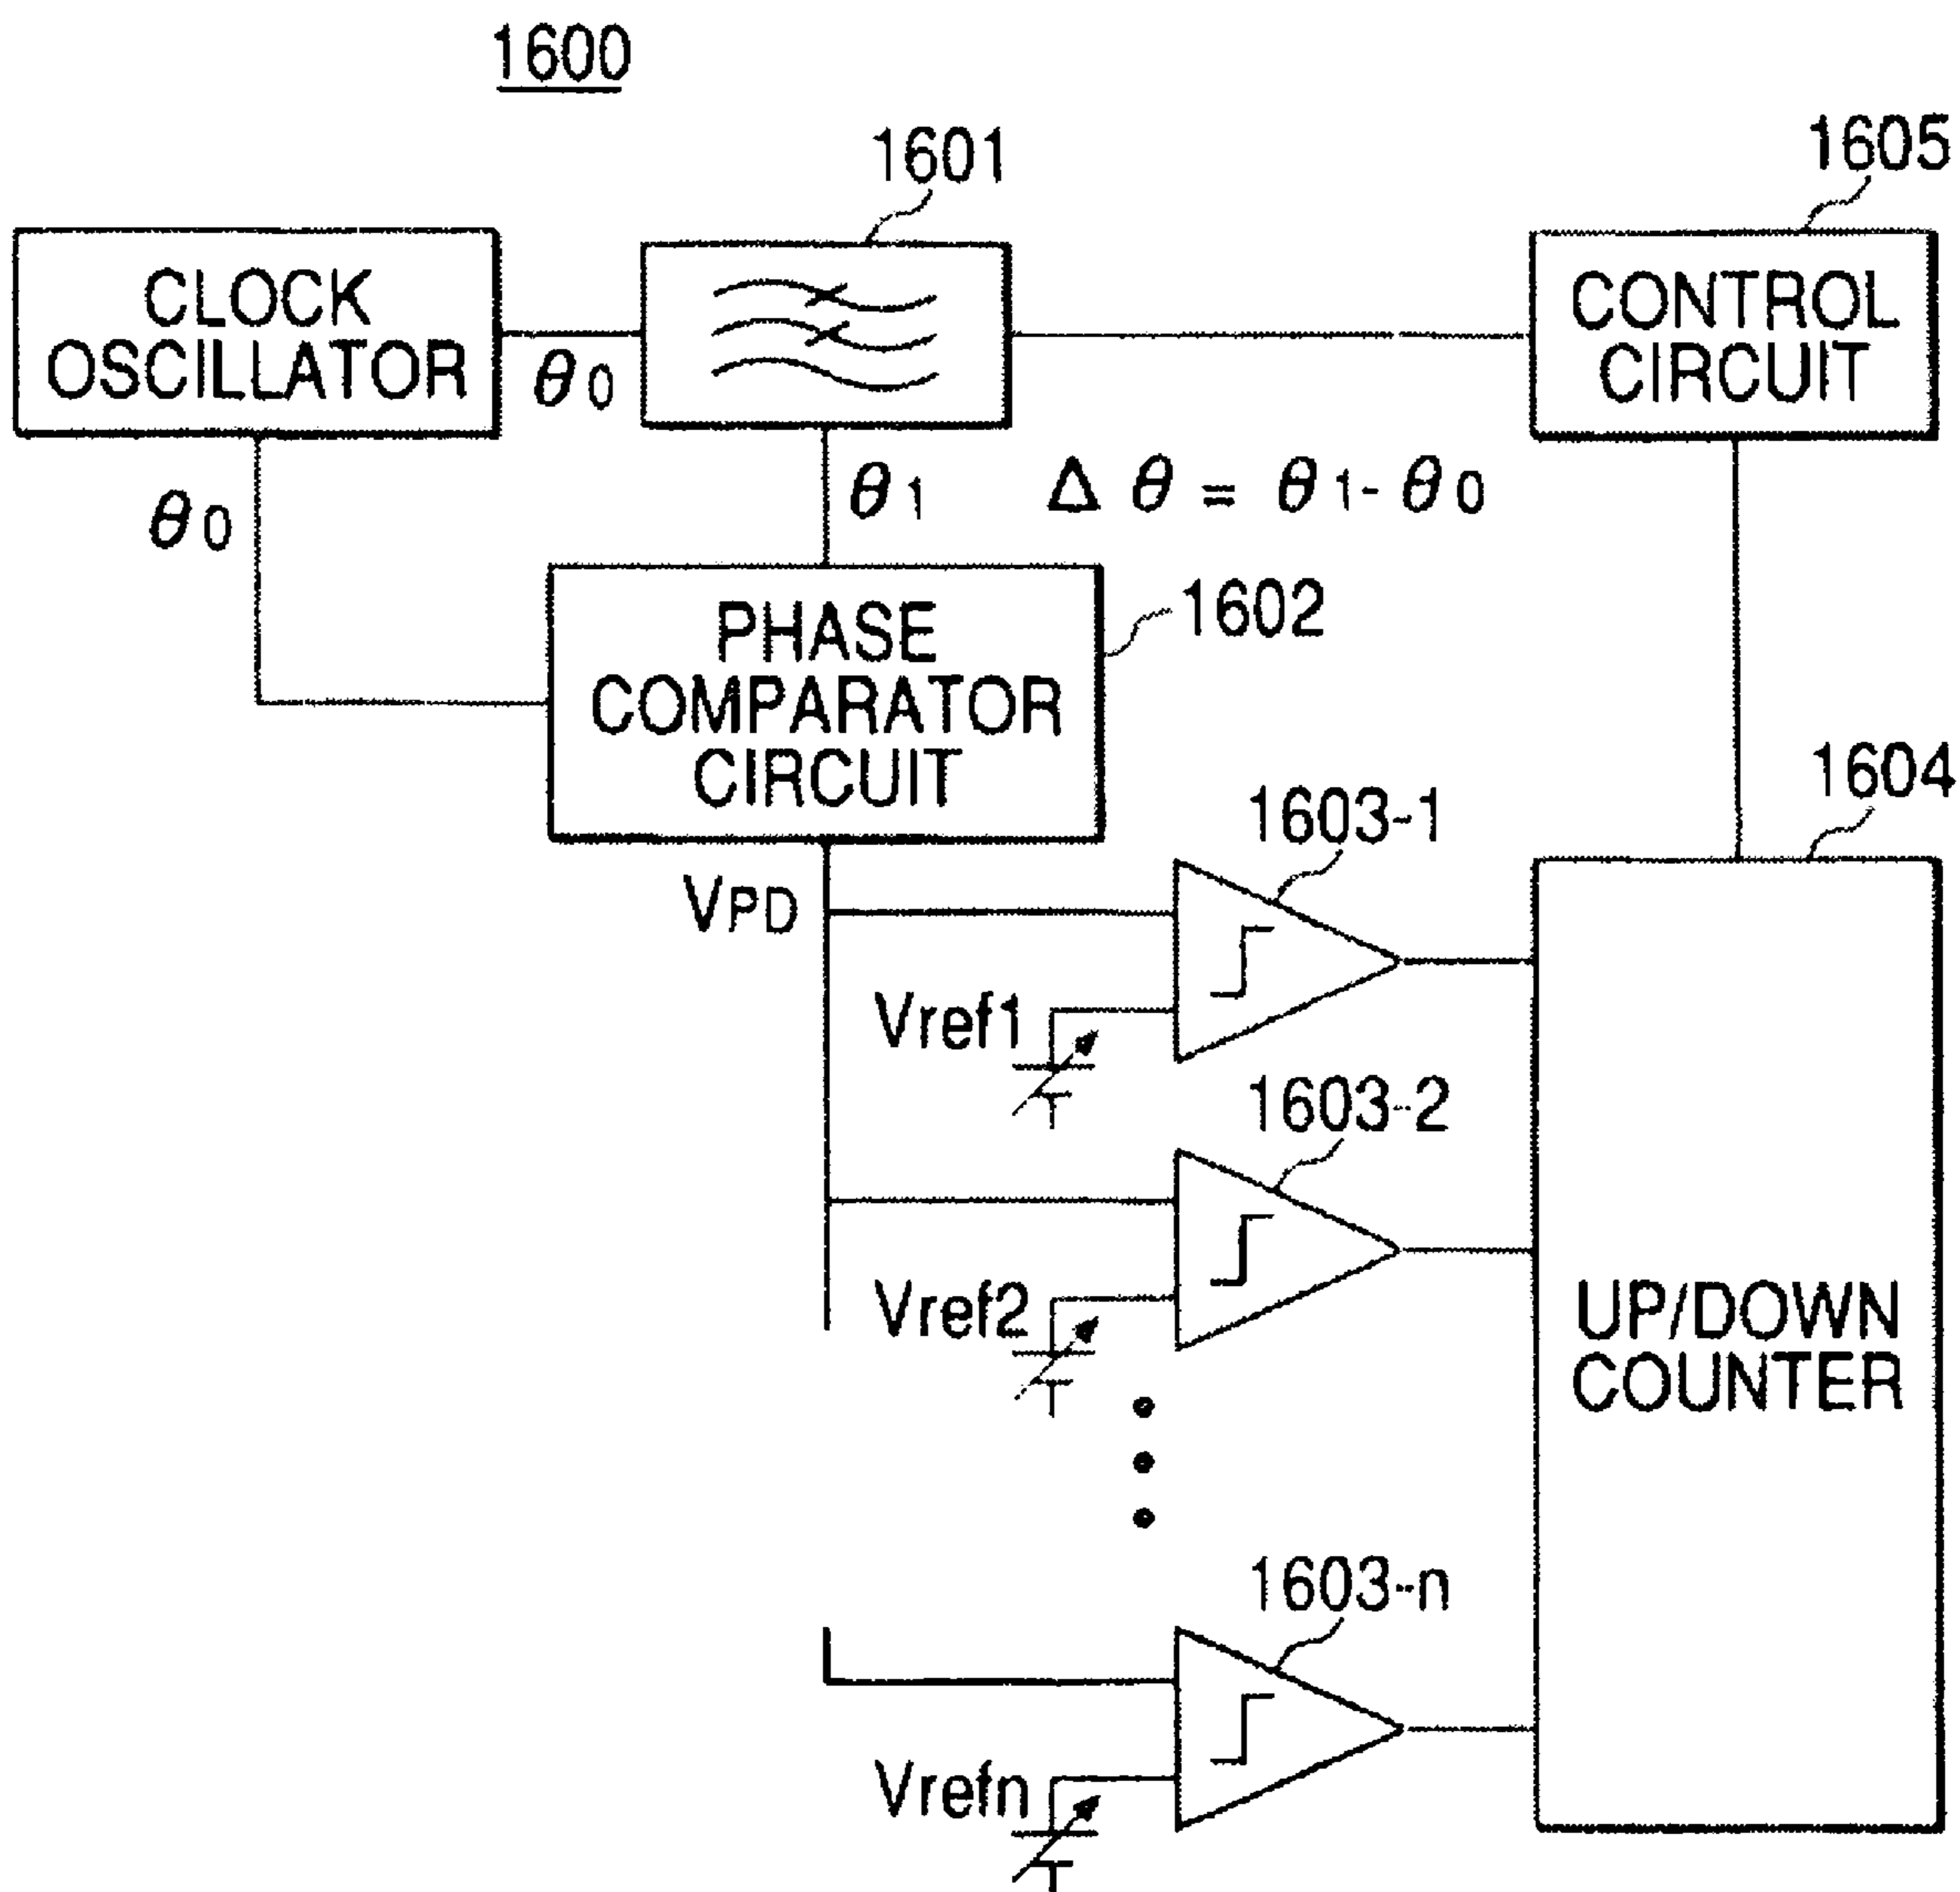 1600
1601
1605
CLOCK
OSCILLATOR
θ0
CONTROL
CIRCUIT
θ0
θ1
Δ θ = θ1- θ0
PHASE
COMPARATOR
CIRCUIT
1602
1604
1603-1
VPD
Vref1
1603-2
Vref2
UP/DOWN
COUNTER
1603-n
Vrefn